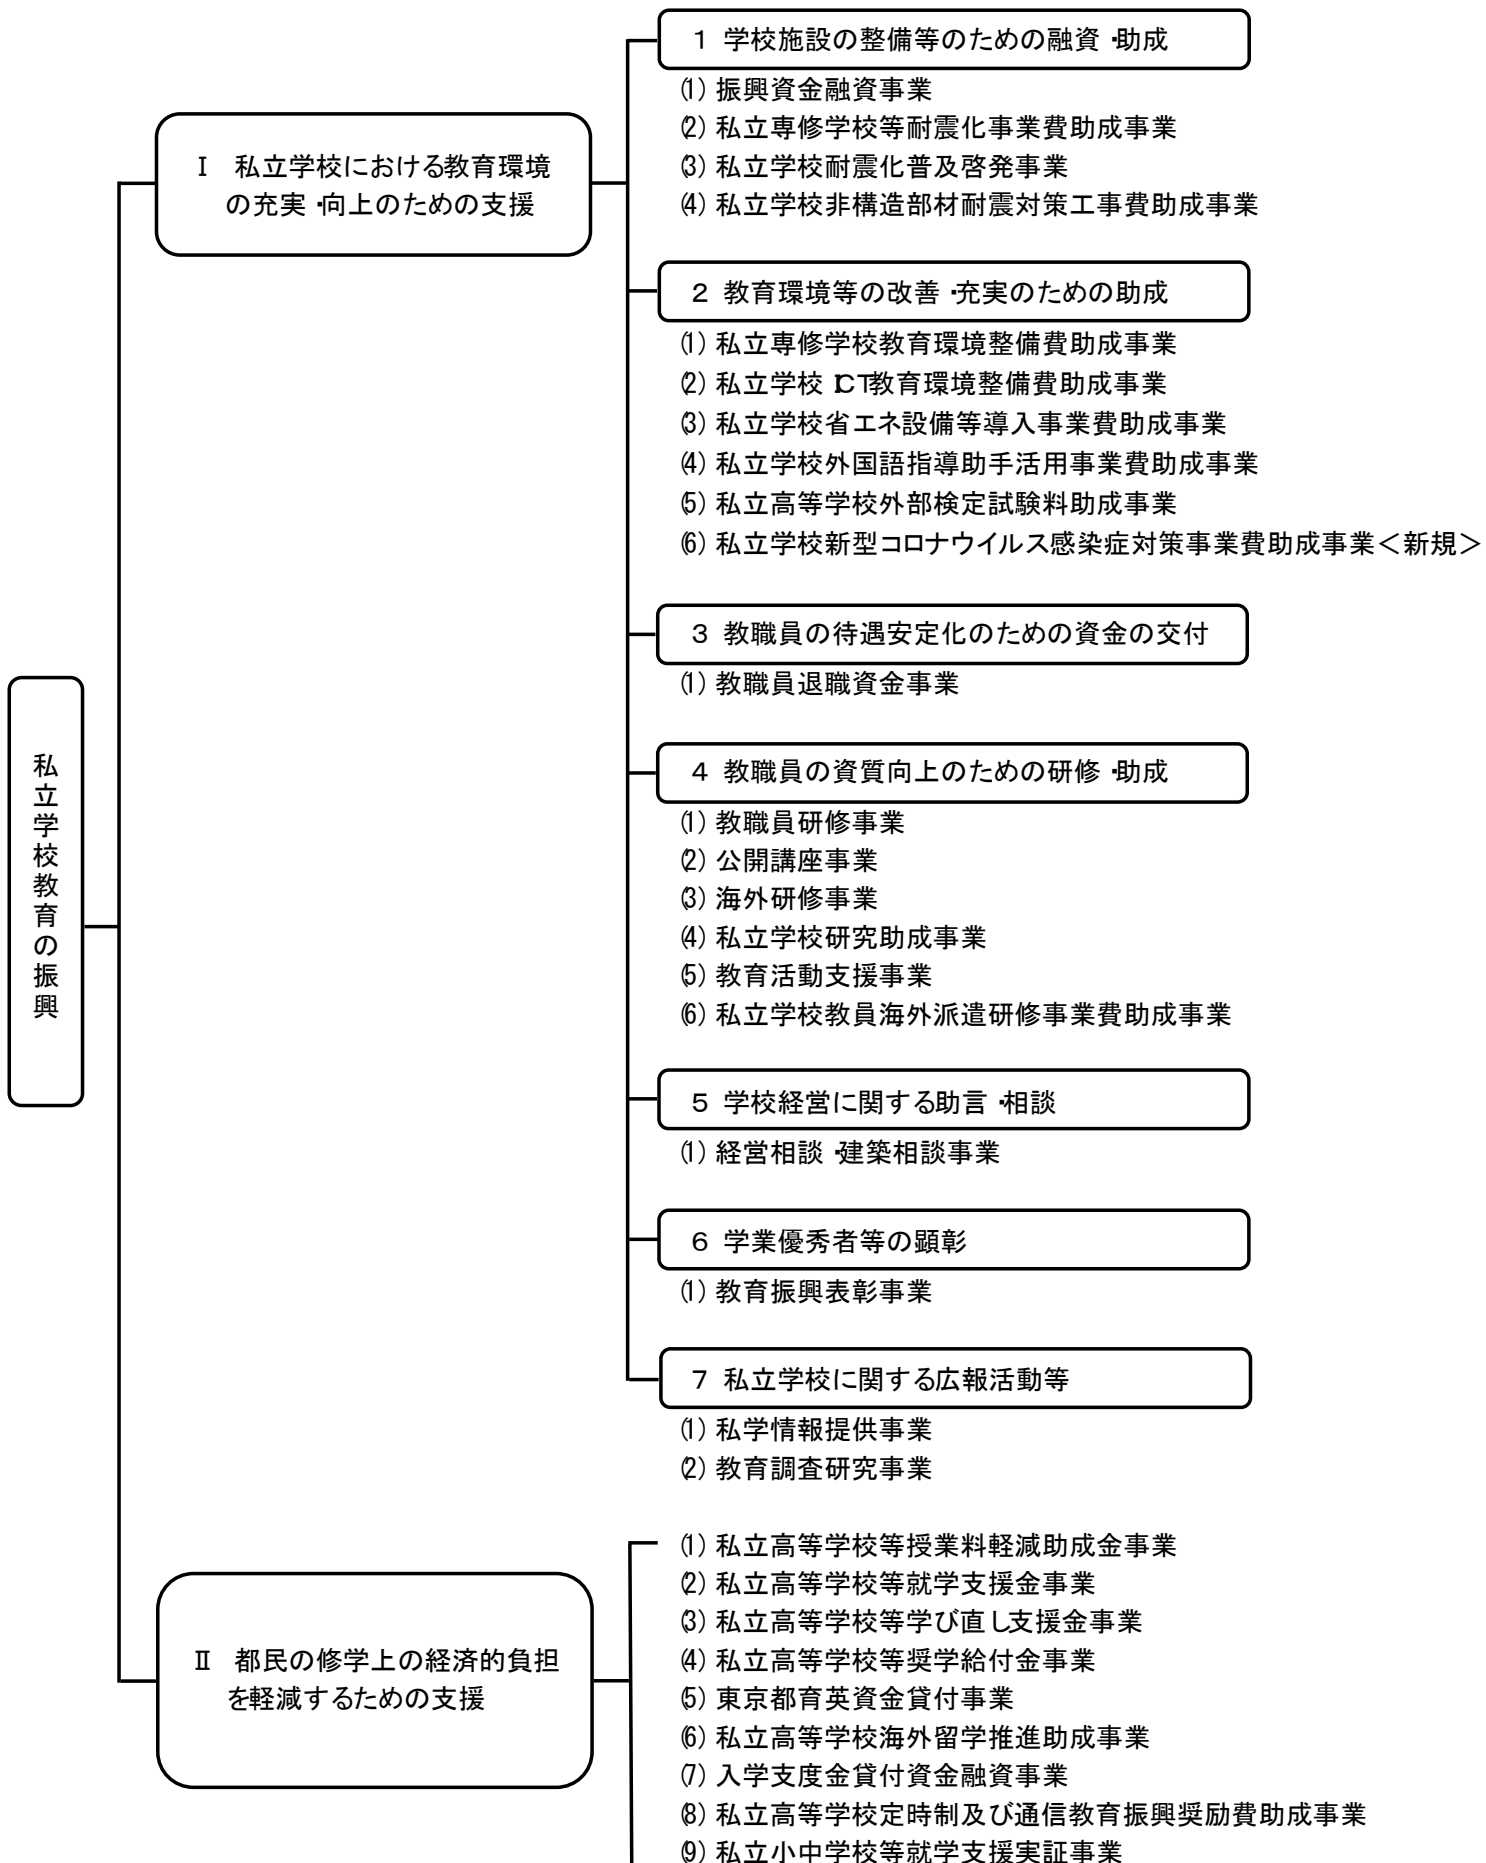 私立学校教育の振興
Ⅰ 私立学校における教育環境
の充実・向上のための支援
1 学校施設の整備等のための融資・助成
(1) 振興資金融資事業
(2) 私立専修学校等耐震化事業費助成事業
(3) 私立学校耐震化普及啓発事業
(4) 私立学校非構造部材耐震対策工事費助成事業
2 教育環境等の改善・充実のための助成
(1) 私立専修学校教育環境整備費助成事業
(2) 私立学校ICT教育環境整備費助成事業
(3) 私立学校省エネ設備等導入事業費助成事業
(4) 私立学校外国語指導助手活用事業費助成事業
(5) 私立高等学校外部検定試験料助成事業
(6) 私立学校新型コロナウイルス感染症対策事業費助成事業＜新規＞
3 教職員の待遇安定化のための資金の交付
(1) 教職員退職資金事業
4 教職員の資質向上のための研修・助成
(1) 教職員研修事業
(2) 公開講座事業
(3) 海外研修事業
(4) 私立学校研究助成事業
(5) 教育活動支援事業
(6) 私立学校教員海外派遣研修事業費助成事業
5 学校経営に関する助言・相談
(1) 経営相談・建築相談事業
6 学業優秀者等の顕彰
(1) 教育振興表彰事業
7 私立学校に関する広報活動等
(1) 私学情報提供事業
(2) 教育調査研究事業
Ⅱ 都民の修学上の経済的負担
を軽減するための支援
(1) 私立高等学校等授業料軽減助成金事業
(2) 私立高等学校等就学支援金事業
(3) 私立高等学校等学び直し支援金事業
(4) 私立高等学校等奨学給付金事業
(5) 東京都育英資金貸付事業
(6) 私立高等学校海外留学推進助成事業
(7) 入学支度金貸付資金融資事業
(8) 私立高等学校定時制及び通信教育振興奨励費助成事業
(9) 私立小中学校等就学支援実証事業